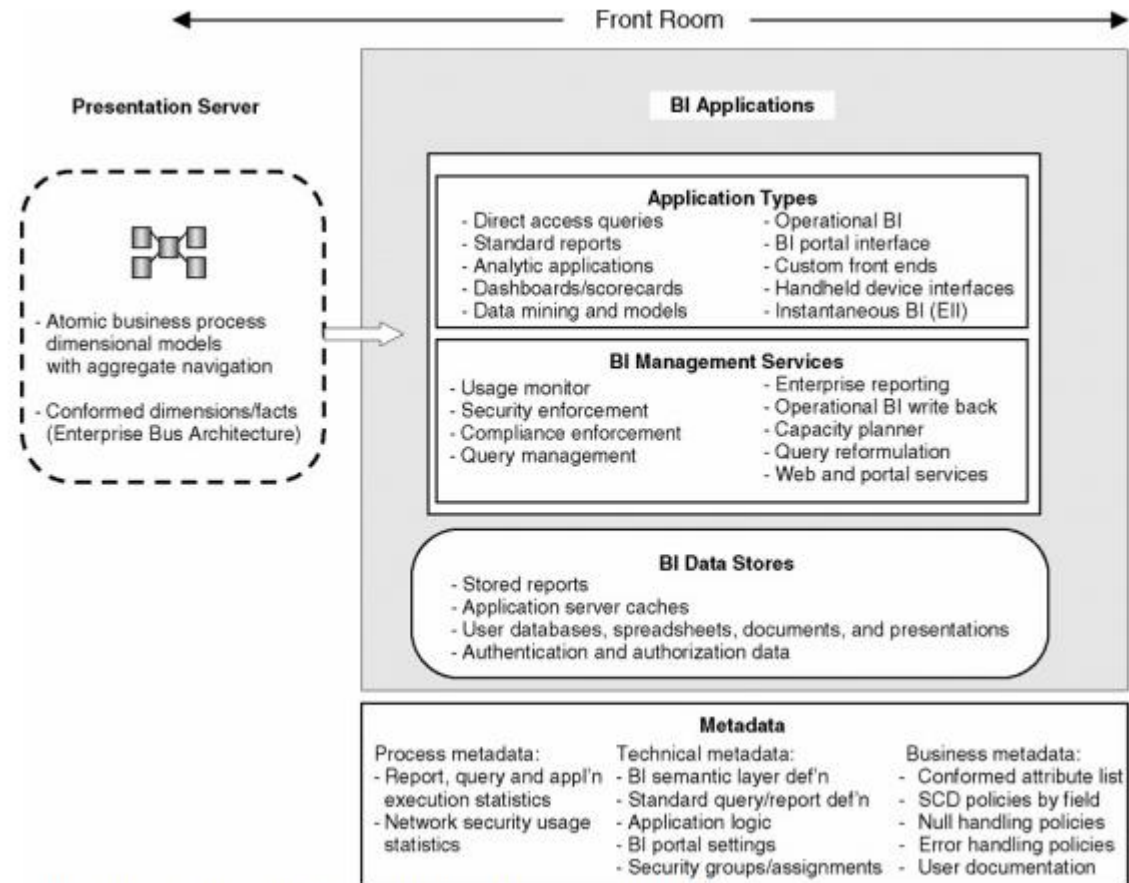 Front Room
Presentation Server
- Atomic business process
dimensional models
with aggregate navigation
- Conformed dimensions/facts
(Enterprise Bus Architecture)
BI Applications
Application Types
- Direct access queries
- Standard reports
- Analytic applications
- Dashboards/scorecards
- Data mining and models
- Operational BI
- BI portal interface
- Custom front ends
- Handheld device interfaces
- Instantaneous BI (EII)
BI Management Services
- Usage monitor
- Security enforcement
- Compliance enforcement
- Query management
- Enterprise reporting
- Operational BI write back
- Capacity planner
- Query reformulation
- Web and portal services
BI Data Stores
- Stored reports
- Application server caches
- User databases, spreadsheets, documents, and presentations
- Authentication and authorization data
Metadata
Process metadata:
- Report, query and appl'n
execution statistics
- Network security usage
statistics
Technical metadata:
- BI semantic layer def'n
- Standard query/report def'n
- Application logic
- BI portal settings
- Security groups/assignments
Business metadata:
- Conformed attribute list
- SCD policies by field
- Null handling policies
- Error handling policies
- User documentation